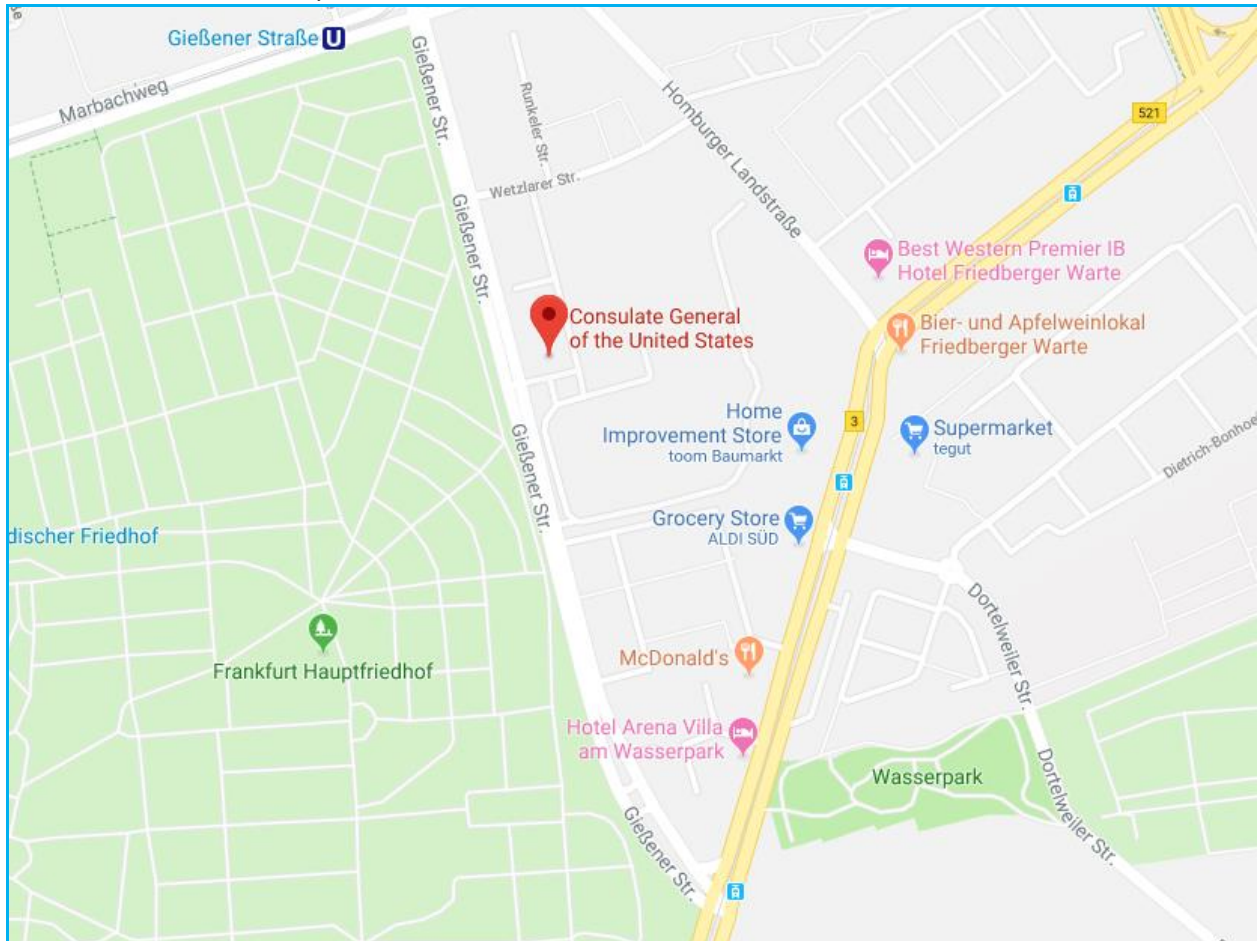 Gießener Straße U
Marbachweg
Gießener Str.
Runkeler Str.
Homburger Landstraße
521
Wetzlarer Str.
Gießener Str.
Best Western Premier IB
Hotel Friedberger Warte
Consulate General
of the United States
Bier- und Apfelweinlokal
Friedberger Warte
3
Home
Improvement Store
toom Baumarkt
Supermarket
tegut
Gießener Str.
Dietrich-Bonhoe
Grocery Store
ALDI SÜD
discher Friedhof
Dortelweiler Str.
McDonald's
Frankfurt Hauptfriedhof
Hotel Arena Villa
am Wasserpark
Wasserpark
Dortelweiler Str.
Gießener Str.